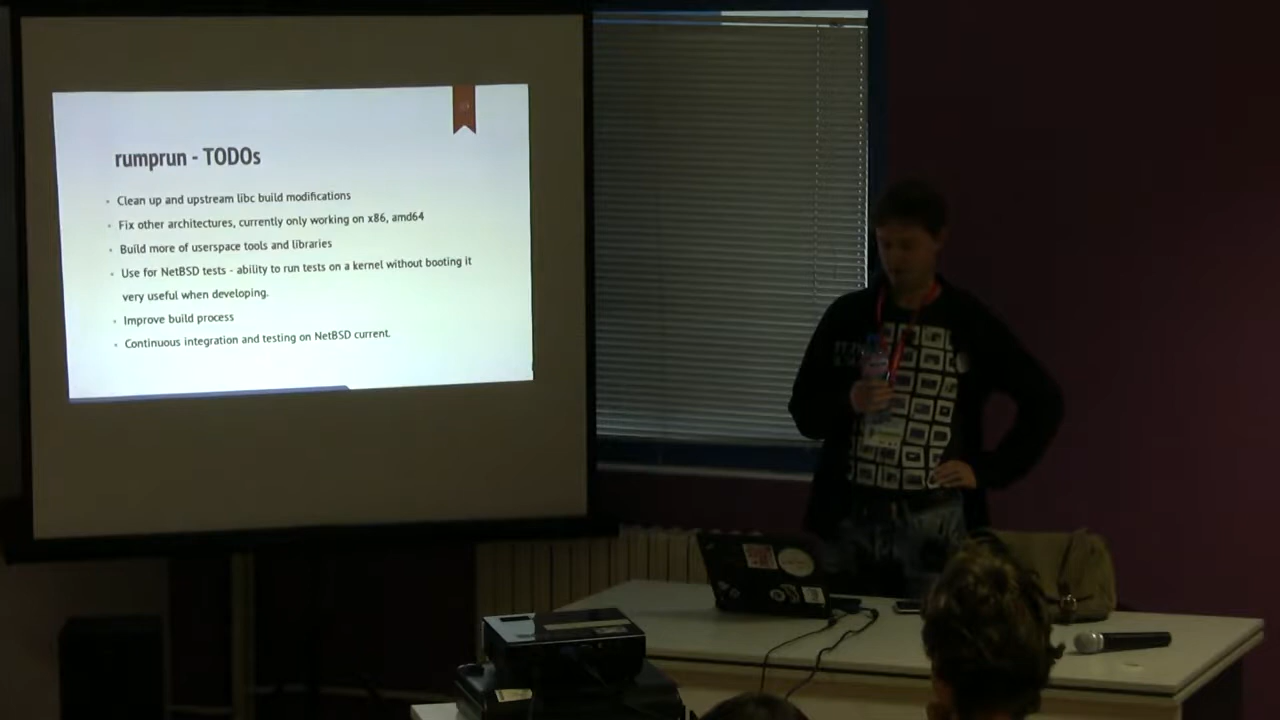 rumprun - TODOs
Clean up and upstream libc build modifications
Fix other architectures, currently only working on x86, amd64
Build more of userspace tools and libraries
Use for NetBSD tests - ability to run tests on a kernel without booting it
very useful when developing.
Improve build process
Continuous integration and testing on NetBSD current.